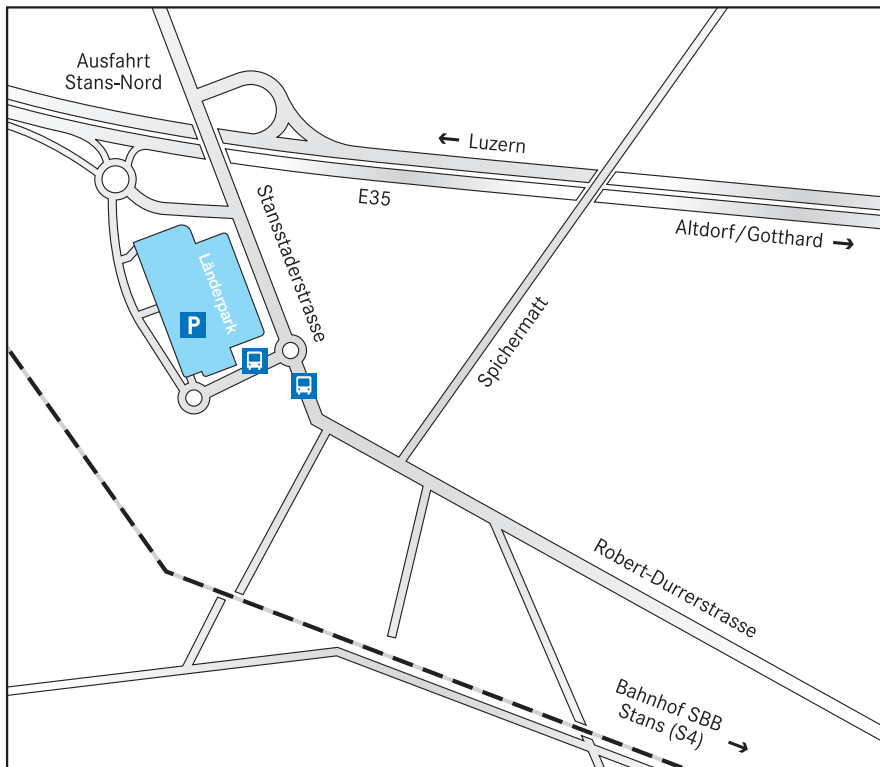 Ausfahrt
Stans-Nord
← Luzern
E35
Altdorf/Gotthard →
Stansstaderstrasse
Länderpark
P
Spichermatt
Robert-Durrerstrasse
Bahnhof SBB
Stans (S4) →